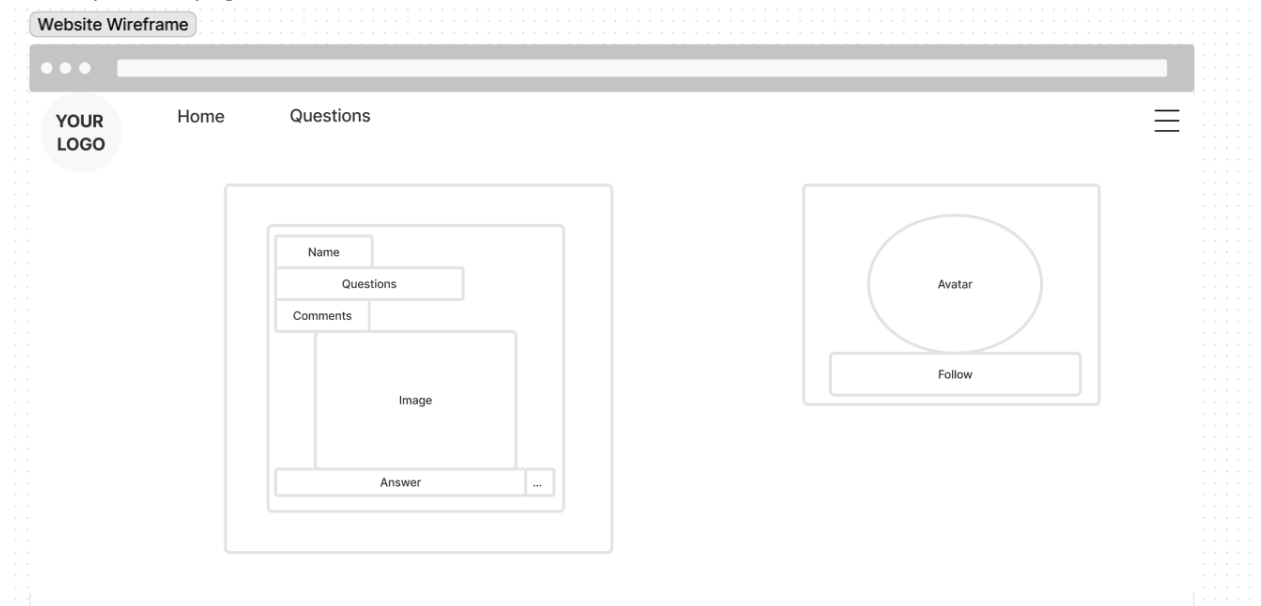 Website Wireframe
YOUR
LOGO
Home
Questions
Name
Questions
Comments
Image
Answer
...
Avatar
Follow